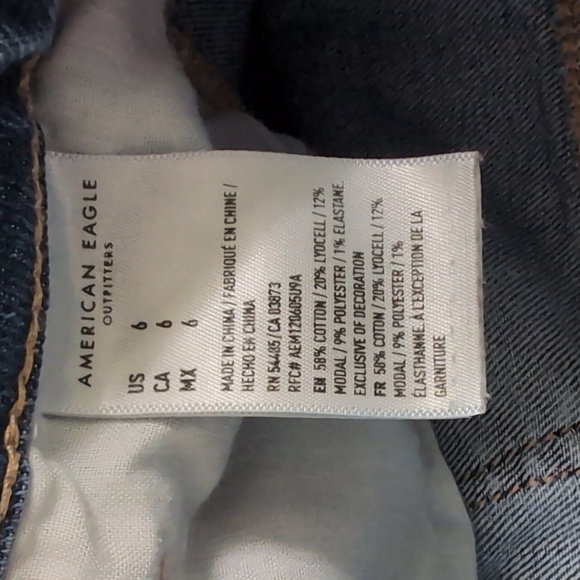 AMERICAN EAGLE
OUTFITTERS
US 6
CA 6
MX 6
MADE IN CHINA / FABRIQUÉ EN CHINE /
HECHO EN CHINA
RN 54485 / CA 03873
RFC# AEM120605U9A
EN 58% COTTON / 20% LYOCELL / 12%
MODAL / 9% POLYESTER / 1% ELASTANE.
EXCLUSIVE OF DECORATION
FR 58% COTON / 20% LYOCELL / 12%
MODAL / 9% POLYESTER / 1%
ÉLASTHANNE. À L'EXCEPTION DE LA
GARNITURE